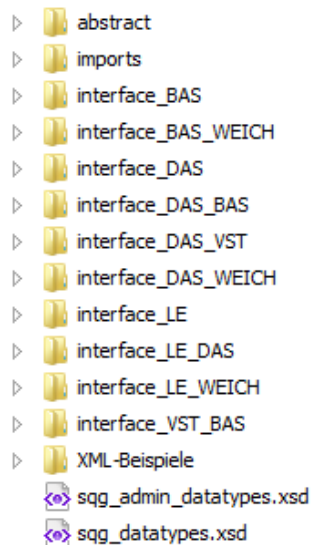 abstract
imports
interface_BAS
interface_BAS_WEICH
interface_DAS
interface_DAS_BAS
interface_DAS_VST
interface_DAS_WEICH
interface_LE
interface_LE_DAS
interface_LE_WEICH
interface_VST_BAS
XML-Beispiele
sqg_admin_datatypes.xsd
sqg_datatypes.xsd